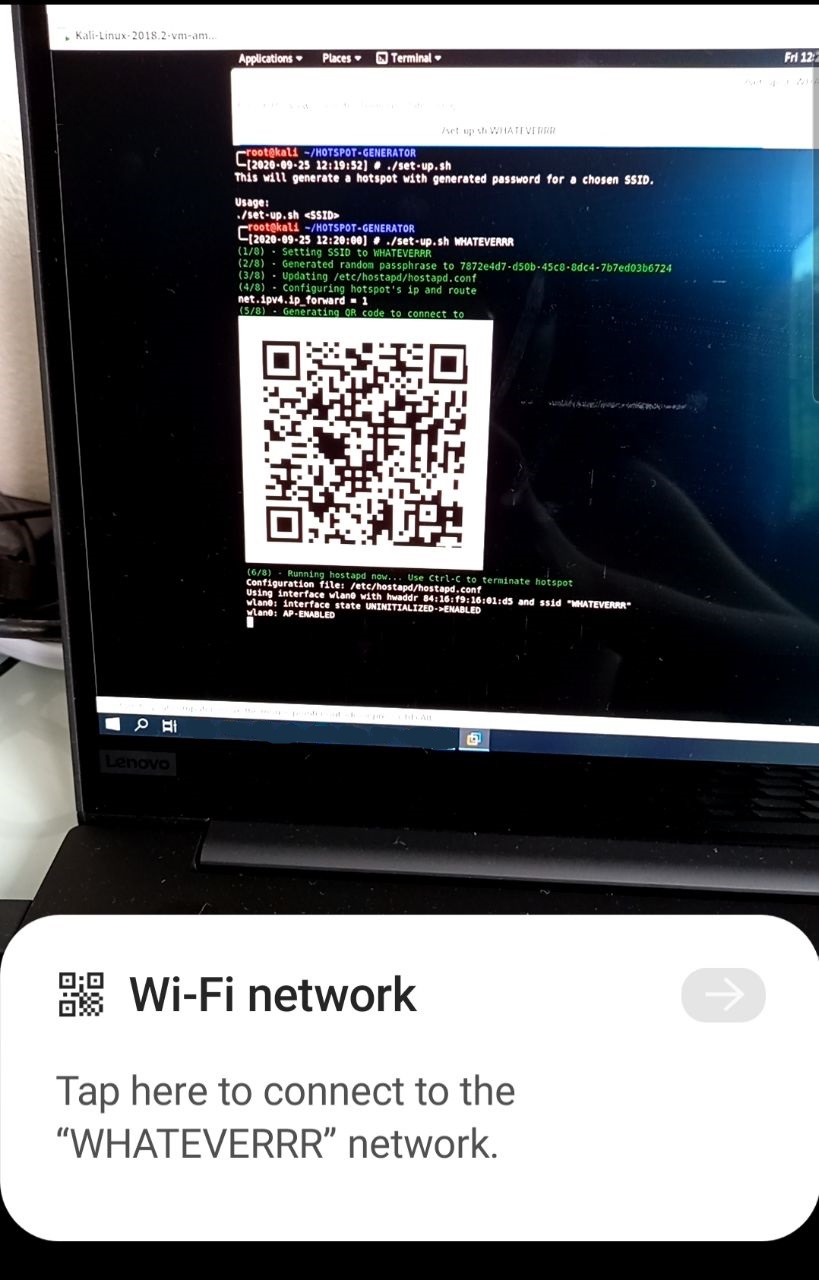 Kali-Linux-2018.2-vm-am...
Applications Places Terminal Fri 12:
/set-up.sh WHATEVERRR
root@kali ~/HOTSPOT-GENERATOR
[2020-09-25 12:19:52] # ./set-up.sh
This will generate a hotspot with generated password for a chosen SSID.
Usage:
./set-up.sh <SSID>
root@kali ~/HOTSPOT-GENERATOR
[2020-09-25 12:20:00] # ./set-up.sh WHATEVERRR
(1/8) - Setting SSID to WHATEVERRR
(2/8) - Generated random passphrase to 7872e4d7-d50b-45c8-8dc4-7b7ed03b6724
(3/8) - Updating /etc/hostapd/hostapd.conf
(4/8) - Configuring hotspot's ip and route
net.ipv4.ip_forward = 1
(5/8) - Generating QR code to connect to
(6/8) - Running hostapd now... Use Ctrl-C to terminate hotspot
Configuration file: /etc/hostapd/hostapd.conf
Using interface wlan0 with hwaddr 84:16:f9:16:01:d5 and ssid "WHATEVERRR"
wlan0: interface state UNINITIALIZED->ENABLED
wlan0: AP-ENABLED
Lenovo
Wi-Fi network
Tap here to connect to the
“WHATEVERRR” network.